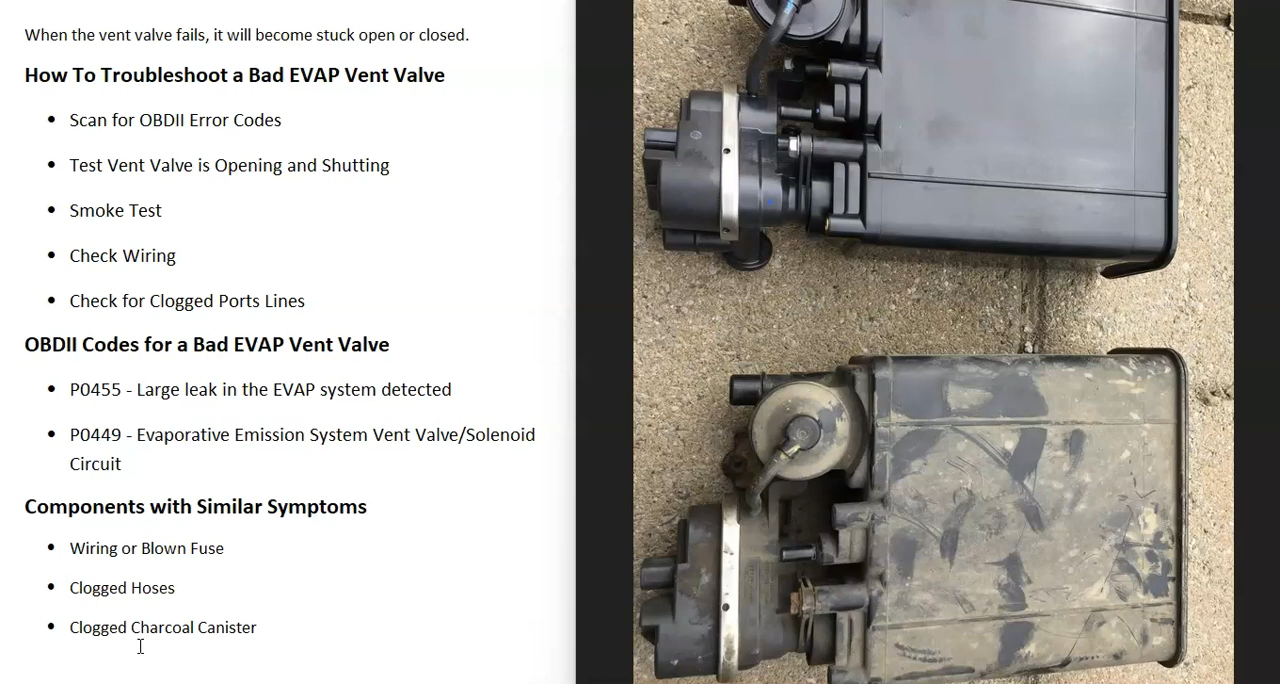 When the vent valve fails, it will become stuck open or closed.
How To Troubleshoot a Bad EVAP Vent Valve
• Scan for OBDII Error Codes
• Test Vent Valve is Opening and Shutting
• Smoke Test
• Check Wiring
• Check for Clogged Ports Lines
OBDII Codes for a Bad EVAP Vent Valve
• P0455 - Large leak in the EVAP system detected
• P0449 - Evaporative Emission System Vent Valve/Solenoid
Circuit
Components with Similar Symptoms
• Wiring or Blown Fuse
• Clogged Hoses
• Clogged Charcoal Canister